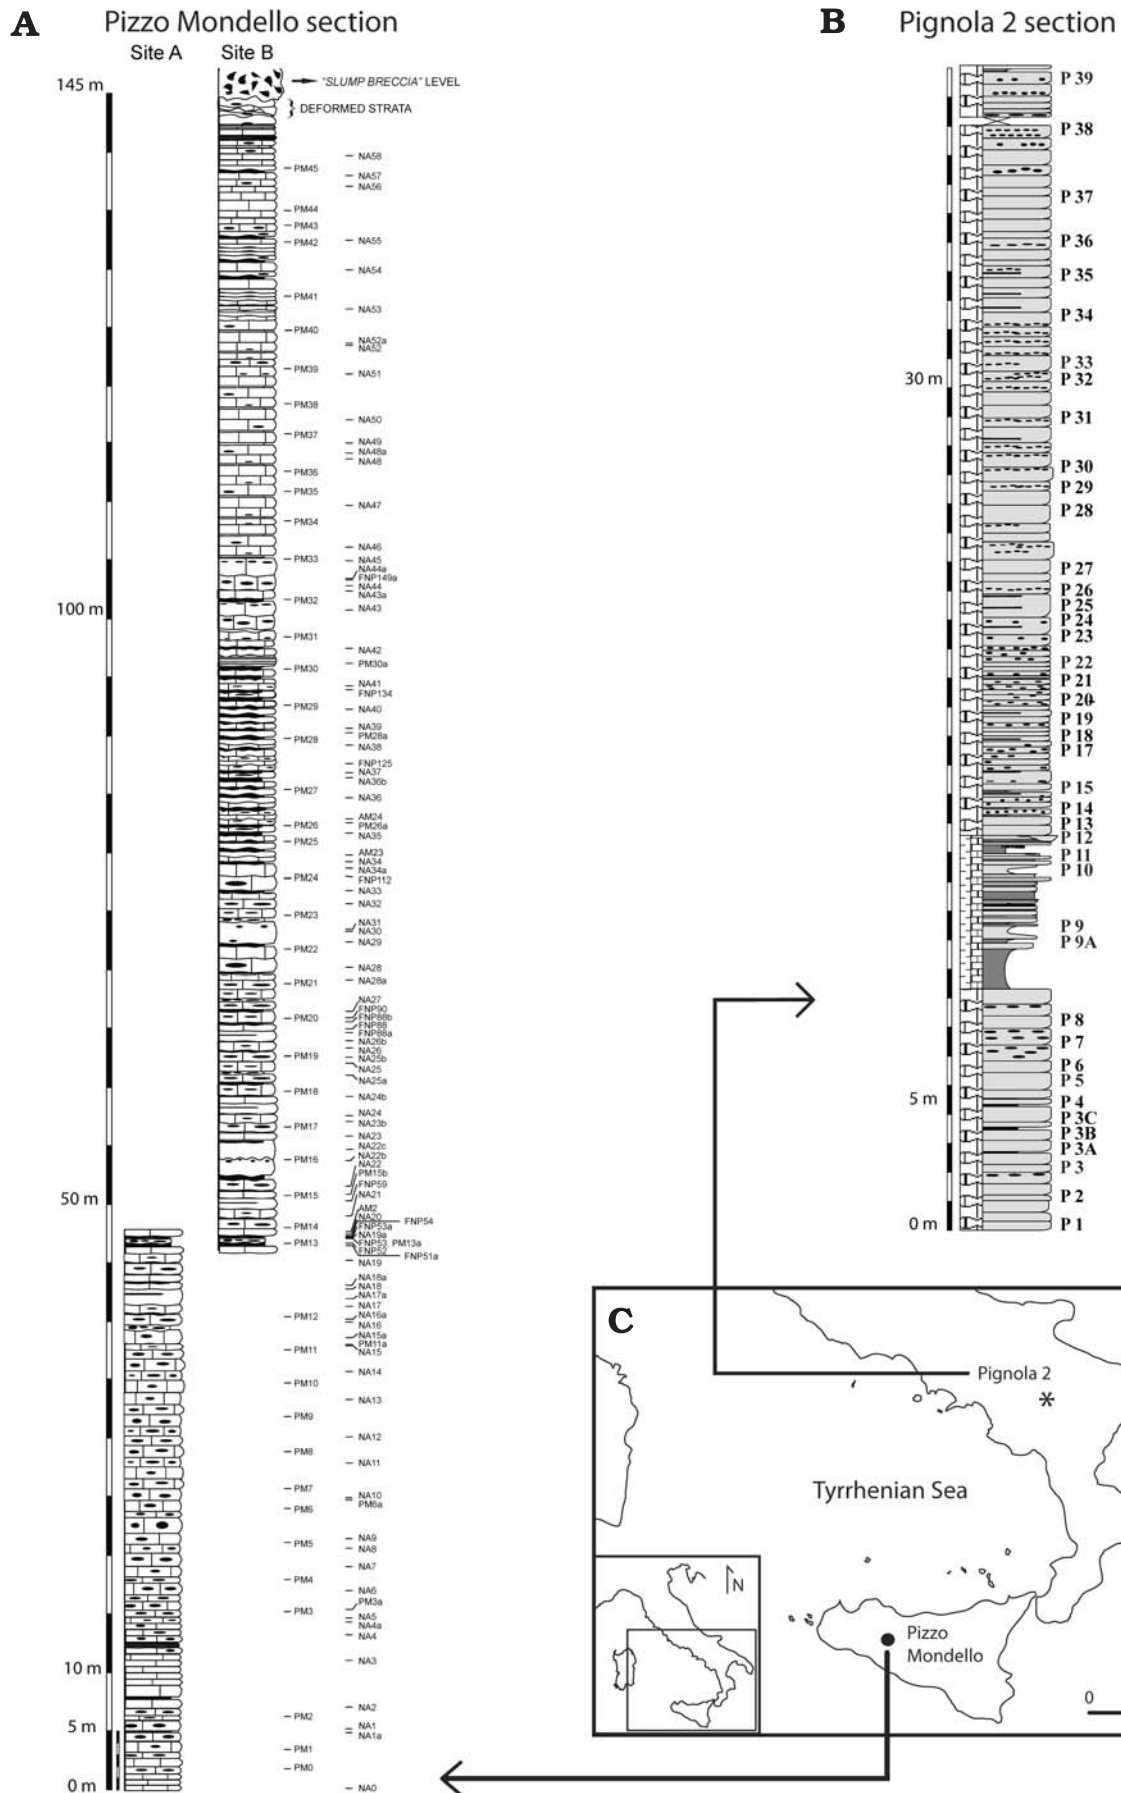 A
Pizzo Mondello section
Site A
Site B
"SLUMP BRECCIA" LEVEL
DEFORMED STRATA
145 m
100 m
50 m
10 m
5 m
0 m
PM45
PM44
PM43
PM42
PM41
PM40
PM39
PM38
PM37
PM36
PM35
PM34
PM33
PM32
PM31
PM30
PM29
PM28
PM27
PM26
PM25
PM24
PM23
PM22
PM21
PM20
PM19
PM18
PM17
PM16
PM15
PM14
PM13
PM12
PM11
PM10
PM9
PM8
PM7
PM6
PM5
PM4
PM3
PM2
PM1
PM0
NA58
NA57
NA56
NA55
NA54
NA53
NA52a
NA52
NA51
NA50
NA49
NA48a
NA48
NA47
NA46
NA45
NA44a
FNP149a
NA44
NA43a
NA43
NA42
PM30a
NA41
FNP134
NA40
NA39
PM28a
NA38
FNP125
NA37
NA36b
NA36
AM24
PM26a
NA35
AM23
NA34
NA34a
FNP112
NA33
NA32
NA31
NA30
NA29
NA28
NA28a
NA27
FNP90
FNP88b
FNP88
FNP88a
NA26b
NA26
NA25b
NA25
NA25a
NA24b
NA24
NA23b
NA23
NA22c
NA22b
NA22
PM15b
FNP59
NA21
AM2
NA20
FNP54
FNP53a
NA19a
FNP53, PM13a
FNP52
FNP51a
NA19
NA18a
NA18
NA17a
NA17
NA16a
NA16
NA15a
PM11a
NA15
NA14
NA13
NA12
NA11
NA10
PM6a
NA9
NA8
NA7
NA6
PM3a
NA5
NA4a
NA4
NA3
NA2
NA1
NA1a
NA0
B
Pignola 2 section
30 m
5 m
0 m
P 39
P 38
P 37
P 36
P 35
P 34
P 33
P 32
P 31
P 30
P 29
P 28
P 27
P 26
P 25
P 24
P 23
P 22
P 21
P 20
P 19
P 18
P 17
P 15
P 14
P 13
P 12
P 11
P 10
P 9
P 9A
P 8
P 7
P 6
P 5
P 4
P 3C
P 3B
P 3A
P 3
P 2
P 1
C
Pignola 2
*
Tyrrhenian Sea
N
Pizzo
Mondello
0